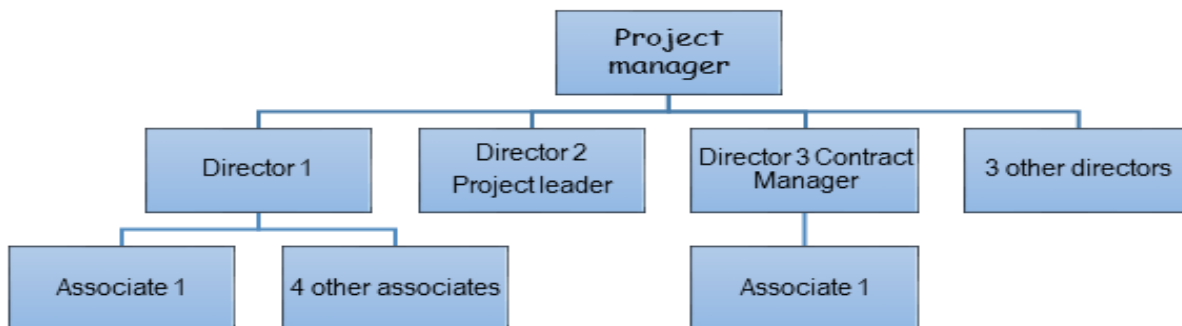 Project
manager
Director 1
Director 2
Project leader
Director 3 Contract
Manager
3 other directors
Associate 1
4 other associates
Associate 1